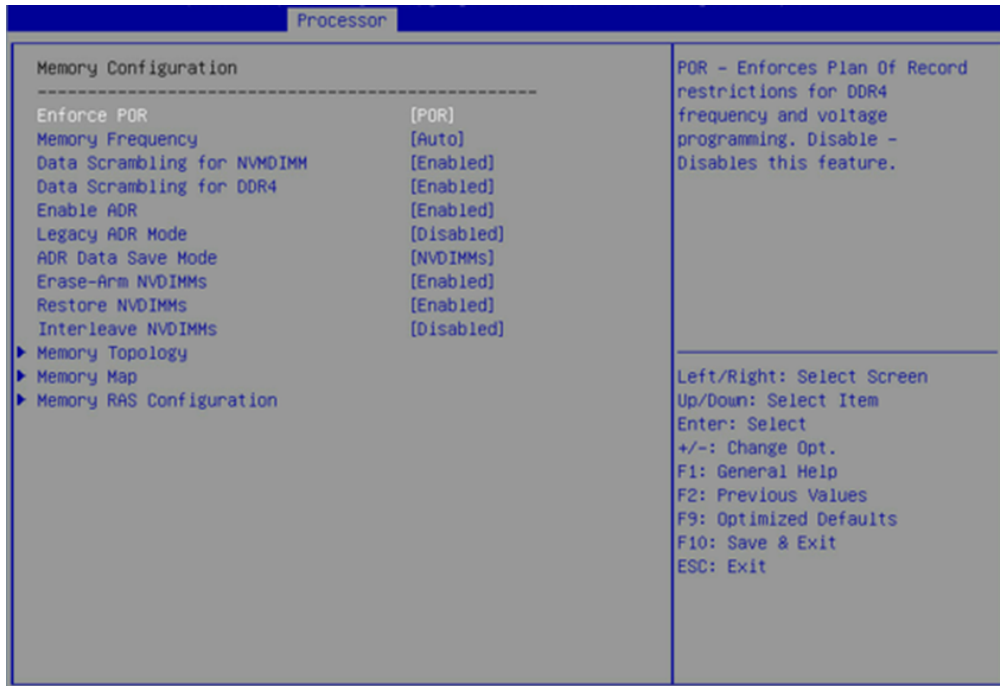 Processor
Memory Configuration
--------------------------------------------------
Enforce POR [POR]
Memory Frequency [Auto]
Data Scrambling for NVMDIMM [Enabled]
Data Scrambling for DDR4 [Enabled]
Enable ADR [Enabled]
Legacy ADR Mode [Disabled]
ADR Data Save Mode [NVDIMMs]
Erase-Arm NVDIMMs [Enabled]
Restore NVDIMMs [Enabled]
Interleave NVDIMMs [Disabled]
Memory Topology
Memory Map
Memory RAS Configuration
POR - Enforces Plan Of Record
restrictions for DDR4
frequency and voltage
programming. Disable -
Disables this feature.
Left/Right: Select Screen
Up/Down: Select Item
Enter: Select
+/-: Change Opt.
F1: General Help
F2: Previous Values
F9: Optimized Defaults
F10: Save & Exit
ESC: Exit